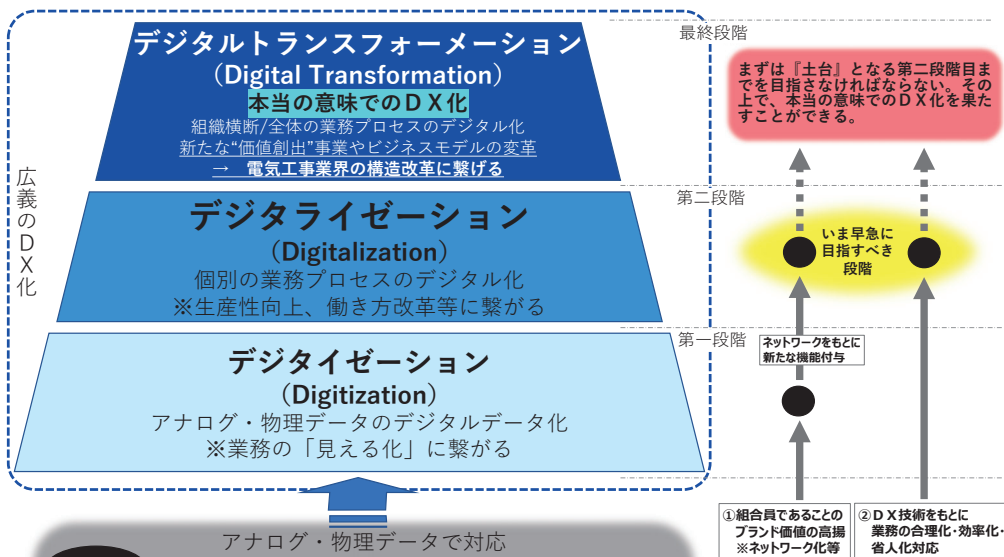 デジタルトランスフォーメーション
（Digital Transformation）
本当の意味でのＤＸ化
組織横断/全体の業務プロセスのデジタル化
新たな“価値創出”事業やビジネスモデルの変革
→　電気工事業界の構造改革に繋げる
デジタライゼーション
（Digitalization）
個別の業務プロセスのデジタル化
※生産性向上、働き方改革等に繋がる
デジタイゼーション
（Digitization）
アナログ・物理データのデジタルデータ化
※業務の「見える化」に繋がる
アナログ・物理データで対応
広義のＤＸ化
最終段階
まずは『土台』となる第二段階目ま
でを目指さなければならない。その
上で、本当の意味でのＤＸ化を果た
すことができる。
第二段階
いま早急に
目指すべき
段階
第一段階
ネットワークをもとに
新たな機能付与
①組合員であることの
ブランド価値の高揚
※ネットワーク化等
②ＤＸ技術をもとに
業務の合理化・効率化・
省人化対応